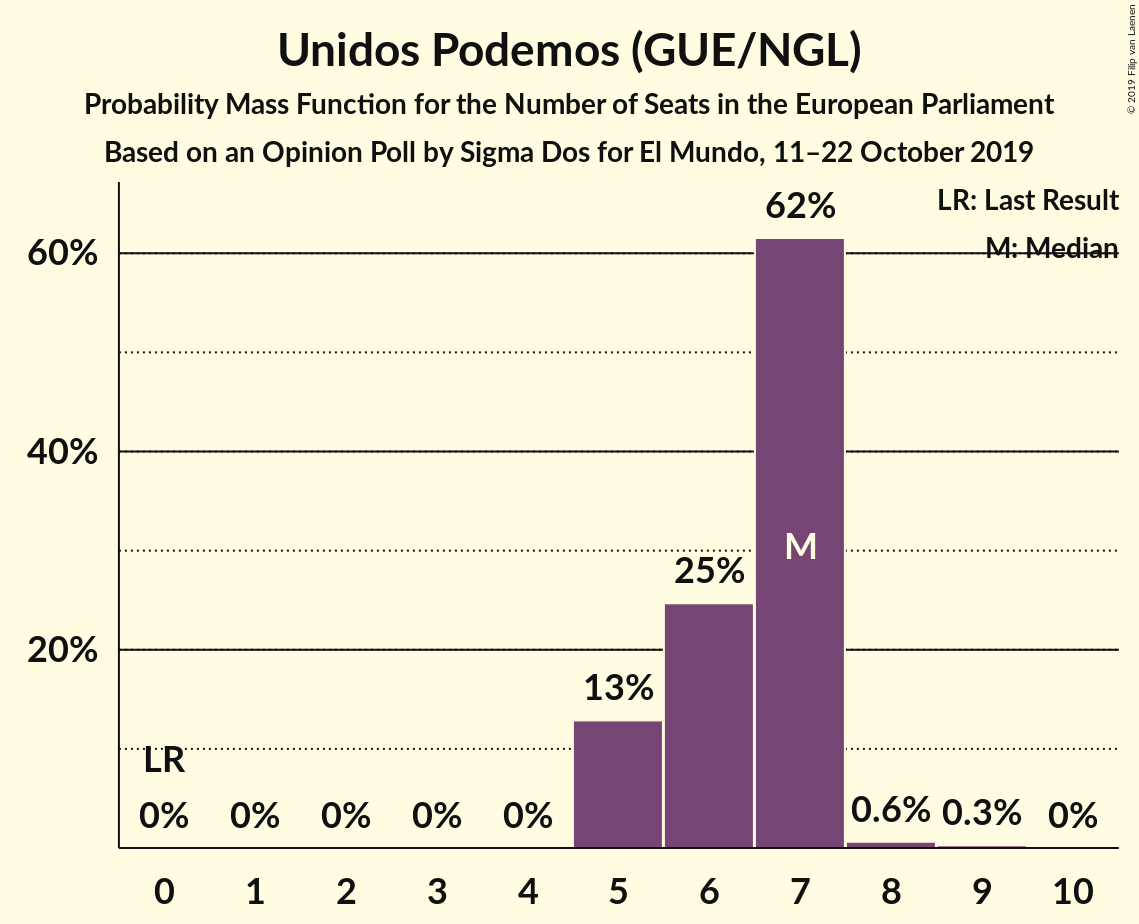 Unidos Podemos (GUE/NGL)
Probability Mass Function for the Number of Seats in the European Parliament
Based on an Opinion Poll by Sigma Dos for El Mundo, 11–22 October 2019
© 2019 Filip van Laenen
LR: Last Result
M: Median
62%
60%
40%
M
25%
20%
13%
LR
0% 0% 0% 0% 0% 0.6% 0.3% 0%
0 1 2 3 4 5 6 7 8 9 10